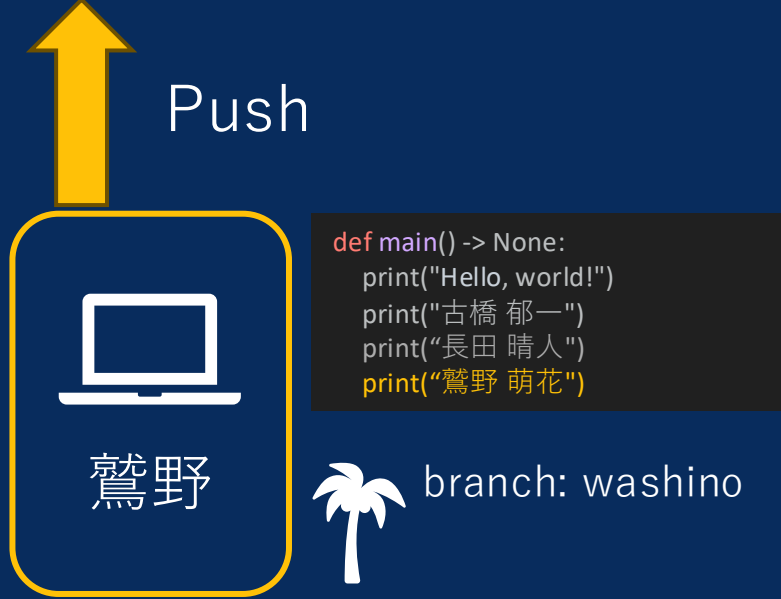 Push
def main() -> None:
print("Hello, world!")
print("古橋 郁一")
print(“長田 晴人")
print(“鷲野 萌花")
鷲野
branch: washino